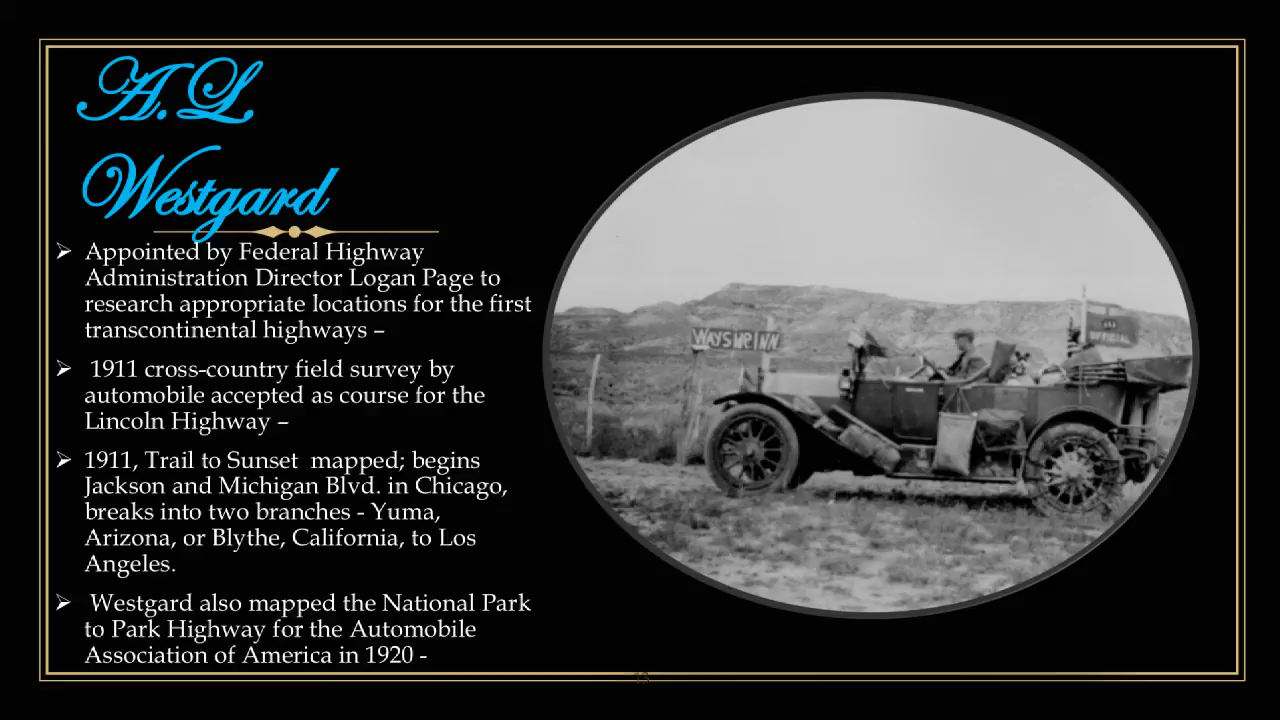 A.L.
Westgard
➢ Appointed by Federal Highway
Administration Director Logan Page to
research appropriate locations for the first
transcontinental highways –
➢ 1911 cross-country field survey by
automobile accepted as course for the
Lincoln Highway –
➢ 1911, Trail to Sunset mapped; begins
Jackson and Michigan Blvd. in Chicago,
breaks into two branches - Yuma,
Arizona, or Blythe, California, to Los
Angeles.
➢ Westgard also mapped the National Park
to Park Highway for the Automobile
Association of America in 1920 -
WAYSUP INN
OFFICIAL